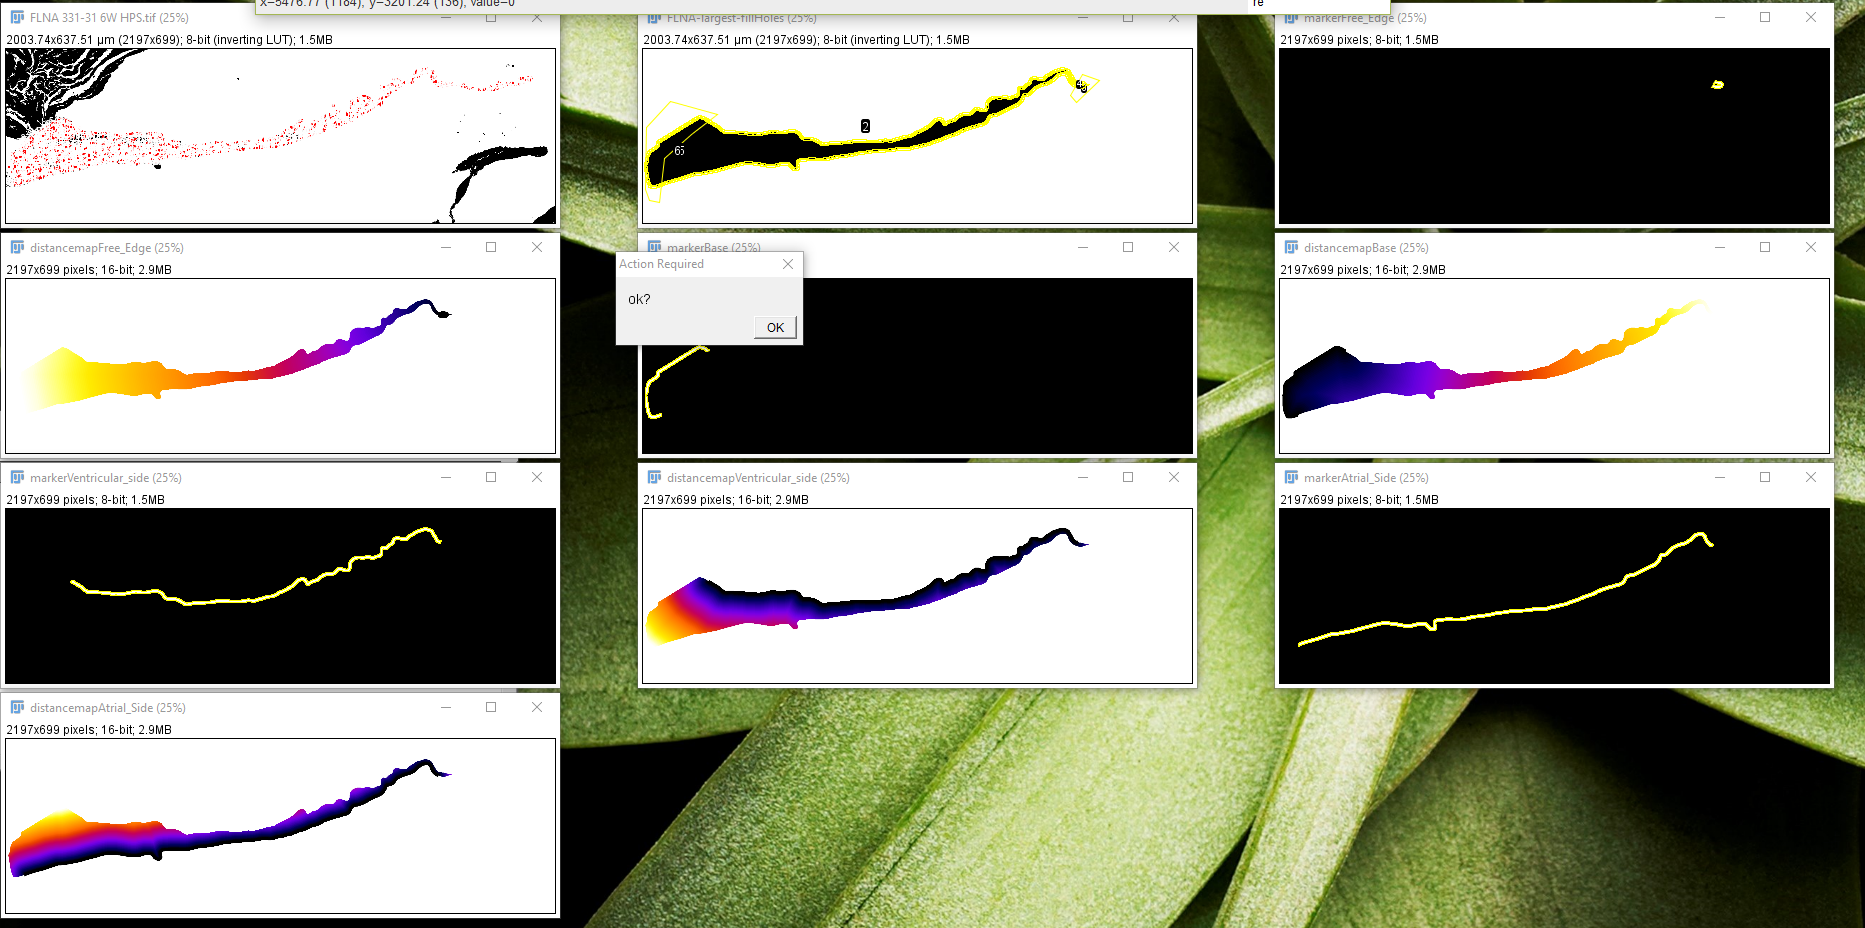 x=5476.77 (1184), y=3201.24 (136), value=0
re
FLNA 331-31 6W HPS.tif (25%)
2003.74x637.51 µm (2197x699); 8-bit (inverting LUT); 1.5MB
FLNA-largest-fillHoles (25%)
2003.74x637.51 µm (2197x699); 8-bit (inverting LUT); 1.5MB
2
65
markerFree_Edge (25%)
2197x699 pixels; 8-bit; 1.5MB
distancemapFree_Edge (25%)
2197x699 pixels; 16-bit; 2.9MB
markerBase (25%)
Action Required
ok?
OK
distancemapBase (25%)
2197x699 pixels; 16-bit; 2.9MB
markerVentricular_side (25%)
2197x699 pixels; 8-bit; 1.5MB
distancemapVentricular_side (25%)
2197x699 pixels; 16-bit; 2.9MB
markerAtrial_Side (25%)
2197x699 pixels; 8-bit; 1.5MB
distancemapAtrial_Side (25%)
2197x699 pixels; 16-bit; 2.9MB